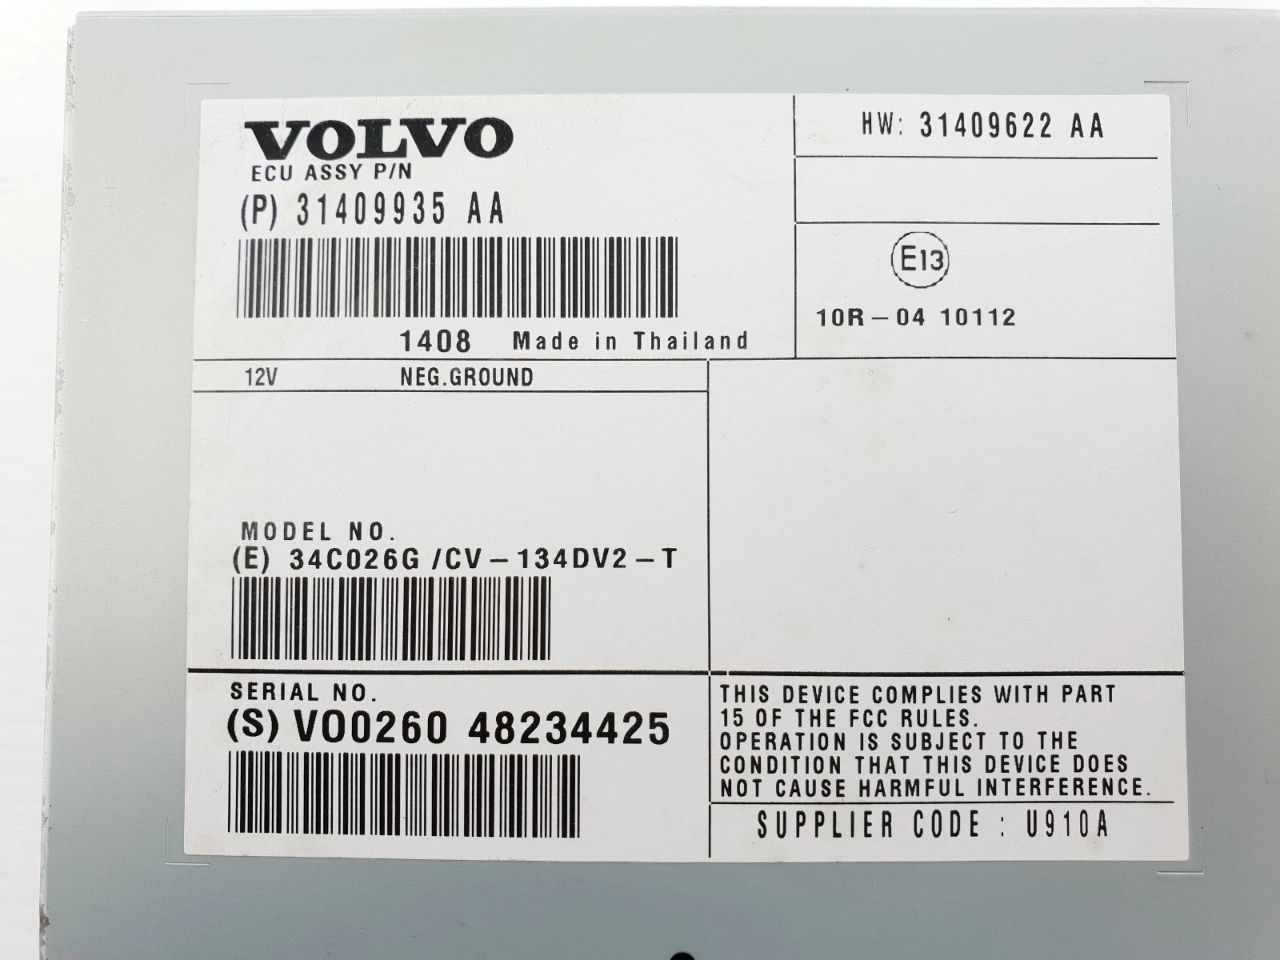 VOLVO
ECU ASSY P/N
(P) 31409935 AA
1408 Made in Thailand
HW: 31409622 AA
E13
10R-04 10112
12V NEG.GROUND
MODEL NO.
(E) 34C026G /CV-134DV2-T
SERIAL NO.
(S) VO0260 48234425
THIS DEVICE COMPLIES WITH PART
15 OF THE FCC RULES.
OPERATION IS SUBJECT TO THE
CONDITION THAT THIS DEVICE DOES
NOT CAUSE HARMFUL INTERFERENCE.
SUPPLIER CODE : U910A